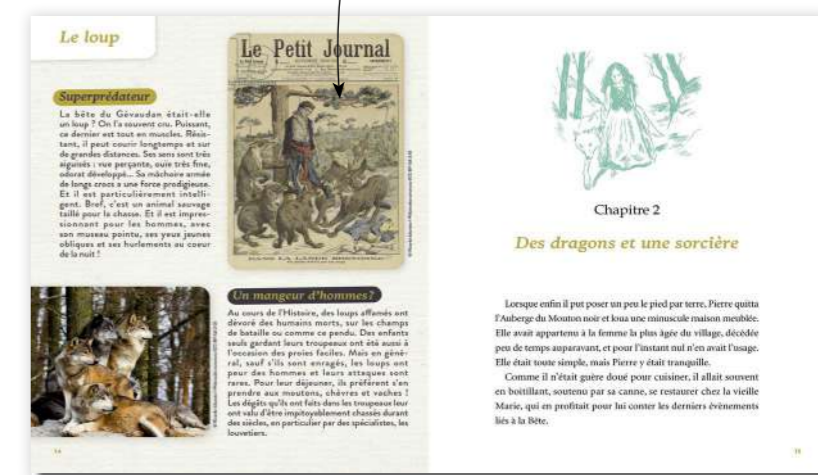 Le loup
Superprédateur
La bête du Gévaudan était-elle
un loup ? On l'a souvent cru. Puissant,
ce dernier est tout en muscles. Résis-
tant, il peut courir longtemps et sur
de grandes distances. Ses sens sont très
aiguisés : vue perçante, ouïe très fine,
odorat développé... Sa mâchoire armée
de longs crocs a une force prodigieuse.
Et il est particulièrement intelli-
gent. Bref, c'est un animal sauvage
taillé pour la chasse. Et il est impres-
sionnant pour les hommes, avec
son museau pointu, ses yeux jaunes
obliques et ses hurlements au coeur
de la nuit !
Le Petit Journal
DANS LA LANDE
Un mangeur d'hommes?
Au cours de l'Histoire, des loups affamés ont
dévoré des humains morts, sur les champs
de bataille ou comme ce pendu. Des enfants
seuls gardant leurs troupeaux ont été aussi à
l'occasion des proies faciles. Mais en géné-
ral, sauf s'ils sont enragés, les loups ont
peur des hommes et leurs attaques sont
rares. Pour leur déjeuner, ils préfèrent s'en
prendre aux moutons, chèvres et vaches !
Les dégâts qu'ils ont faits dans les troupeaux leur
ont valu d'être impitoyablement chassés durant
des siècles, en particulier par des spécialistes, les
louvetiers.
14
Chapitre 2
Des dragons et une sorcière
Lorsque enfin il put poser un peu le pied par terre, Pierre quitta
l'Auberge du Mouton noir et loua une minuscule maison meublée.
Elle avait appartenu à la femme la plus âgée du village, décédée
peu de temps auparavant, et pour l'instant nul n'en avait l'usage.
Elle était toute simple, mais Pierre y était tranquille.
Comme il n'était guère doué pour cuisiner, il allait souvent
en boitillant, soutenu par sa canne, se restaurer chez la vieille
Marie, qui en profitait pour lui conter les derniers évènements
liés à la Bête.
15